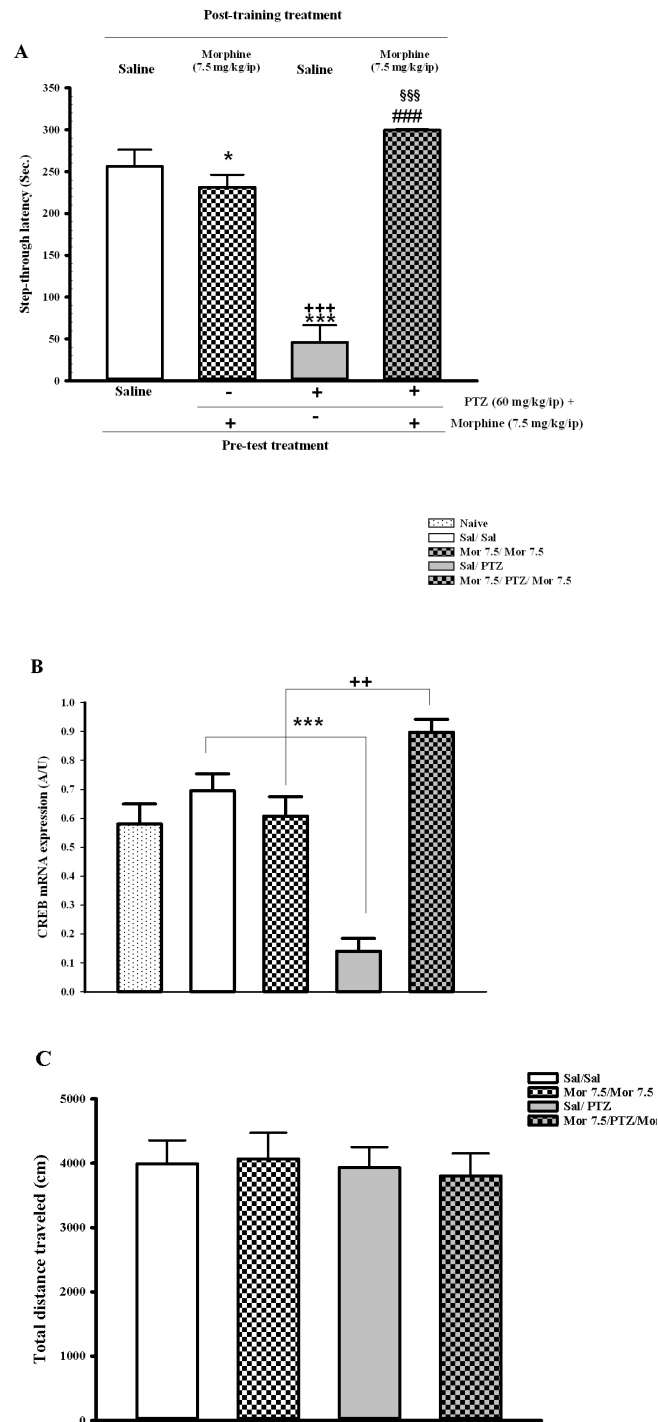 Post-training treatment
A
Saline
Morphine
(7.5 mg/kg/ip)
Saline
Morphine
(7.5 mg/kg/ip)
350
300
250
200
150
100
50
0
Step-through latency (Sec.)
*
+++
***
§§§
###
Saline
- + +
PTZ (60 mg/kg/ip) +
+ - +
Morphine (7.5 mg/kg/ip)
Pre-test treatment
Naive
Sal/ Sal
Mor 7.5/ Mor 7.5
Sal/ PTZ
Mor 7.5/ PTZ/ Mor 7.5
B
1.0
0.9
0.8
0.7
0.6
0.5
0.4
0.3
0.2
0.1
0.0
CREB mRNA expression (A/U)
++
***
C
Sal/Sal
Mor 7.5/Mor 7.5
Sal/ PTZ
Mor 7.5/PTZ/Mor
5000
4000
3000
2000
1000
0
Total distance traveled (cm)